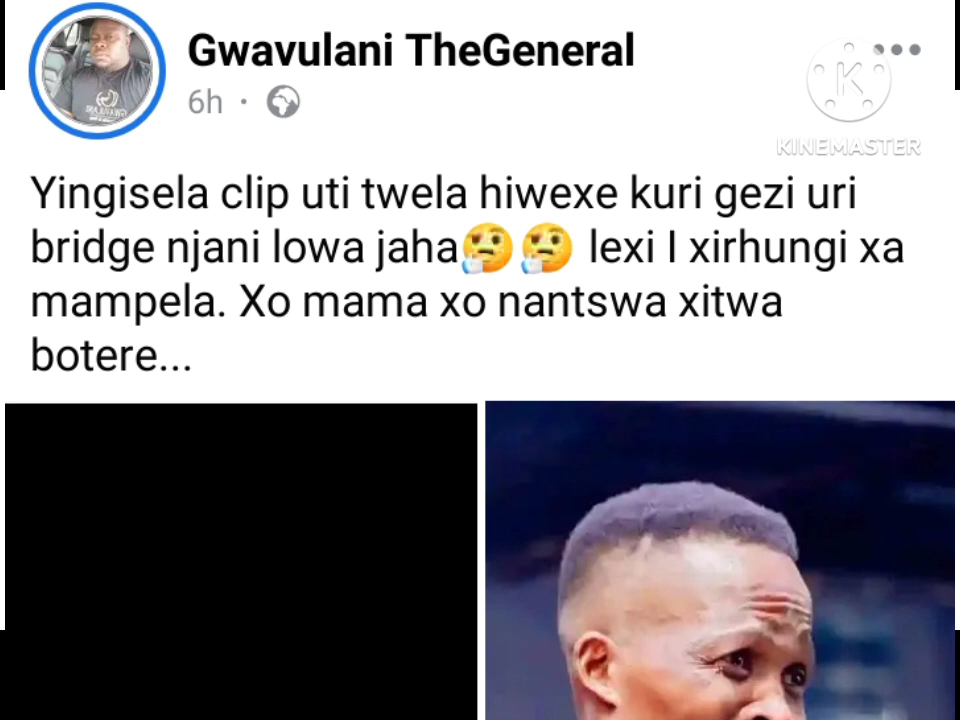 Gwavulani TheGeneral
6h ·
K
KINEMASTER
Yingisela clip uti twela hiwexe kuri gezi uri
bridge njani lowa jaha🤔🤔 lexi I xirhungi xa
mampela. Xo mama xo nantswa xitwa
botere...